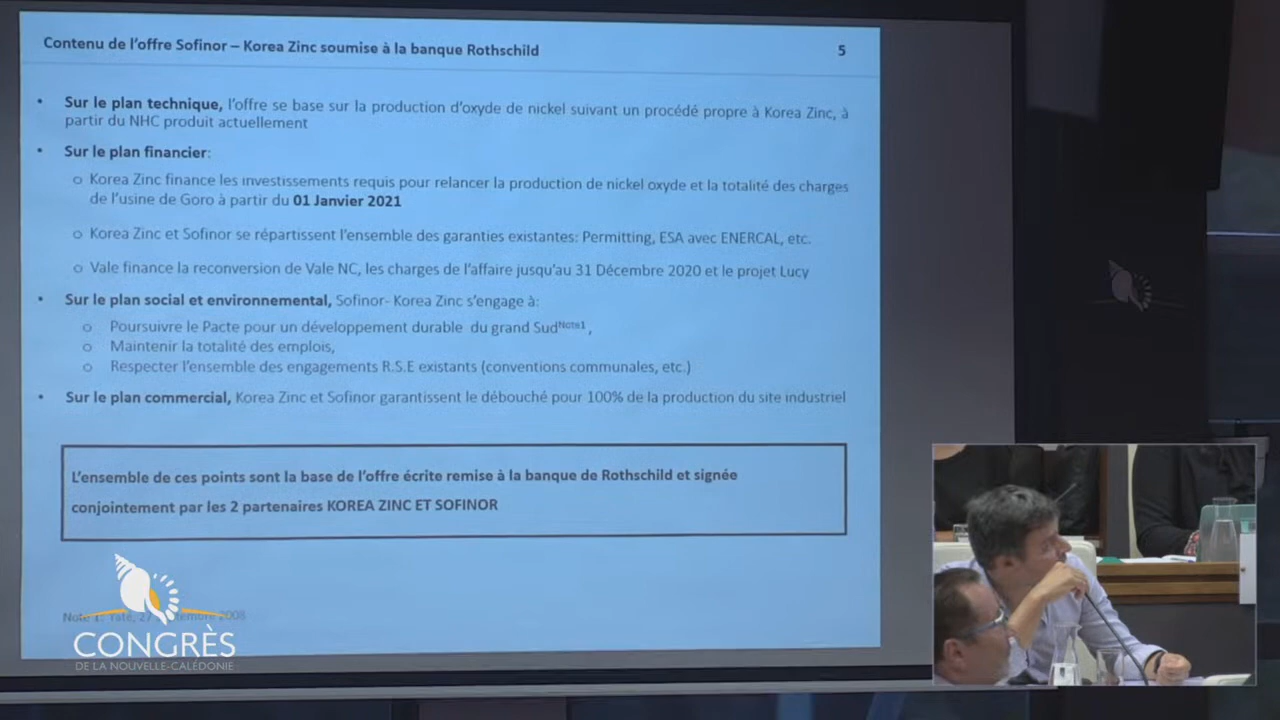 Contenu de l'offre Sofinor – Korea Zinc soumise à la banque Rothschild
5
• Sur le plan technique, l'offre se base sur la production d'oxyde de nickel suivant un procédé propre à Korea Zinc, à
partir du NHC produit actuellement
• Sur le plan financier:
o Korea Zinc finance les investissements requis pour relancer la production de nickel oxyde et la totalité des charges
de l'usine de Goro à partir du 01 Janvier 2021
o Korea Zinc et Sofinor se répartissent l'ensemble des garanties existantes: Permitting, ESA avec ENERCAL, etc.
o Vale finance la reconversion de Vale NC, les charges de l'affaire jusqu'au 31 Décembre 2020 et le projet Lucy
• Sur le plan social et environnemental, Sofinor- Korea Zinc s'engage à:
o Poursuivre le Pacte pour un développement durable du grand Sud Note1,
o Maintenir la totalité des emplois,
o Respecter l'ensemble des engagements R.S.E existants (conventions communales, etc.)
• Sur le plan commercial, Korea Zinc et Sofinor garantissent le débouché pour 100% de la production du site industriel
L'ensemble de ces points sont la base de l'offre écrite remise à la banque de Rothschild et signée
conjointement par les 2 partenaires KOREA ZINC ET SOFINOR
Note 1: Yaté, 27 2008
CONGRÈS
DE LA NOUVELLE-CALÉDONIE